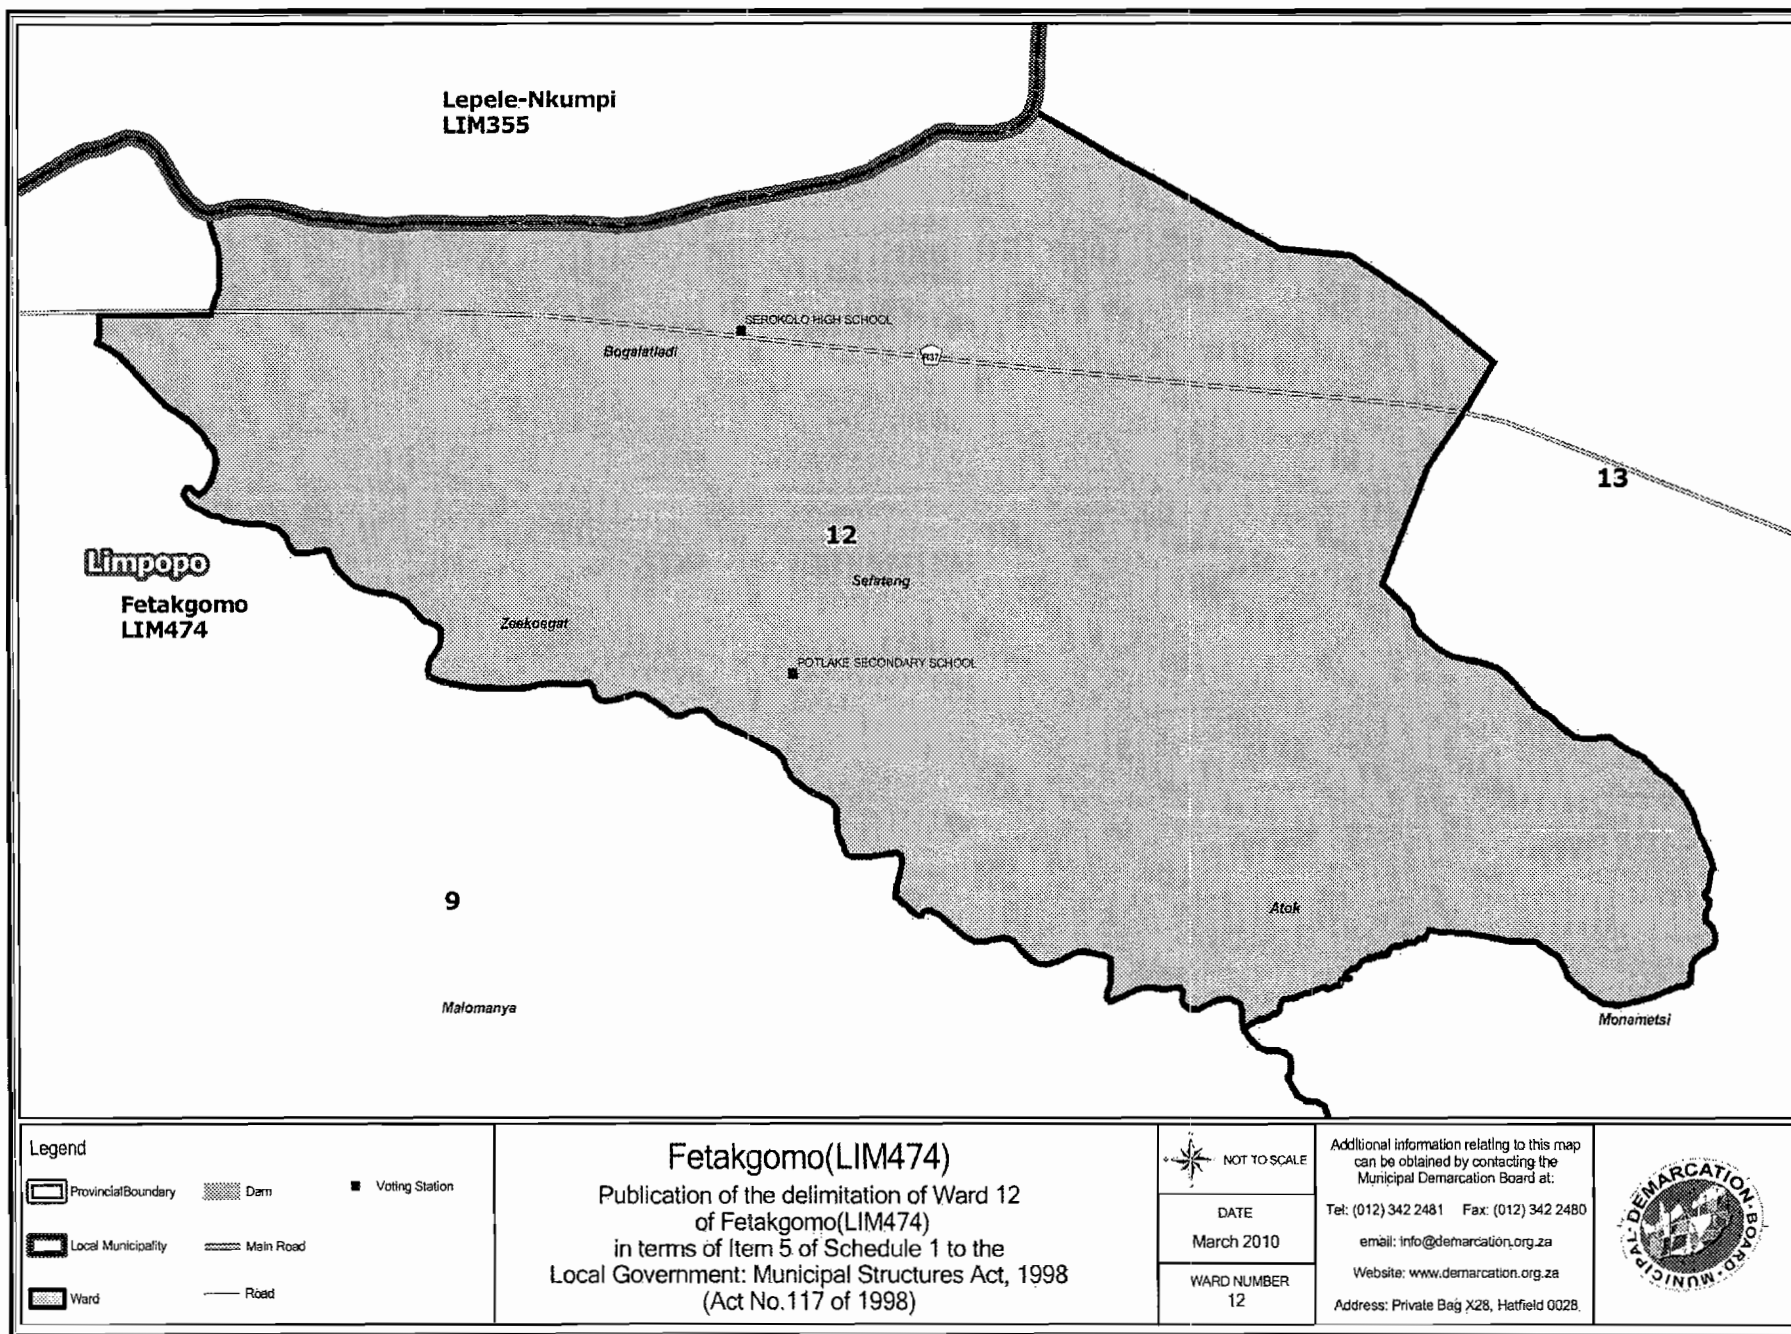 Lepele-Nkumpi
LIM355
SEROKOLO HIGH SCHOOL
Bogalatladi
R37
13
12
Sefateng
Limpopo
Fetakgomo
LIM474
Zeekoegat
POTLAKE SECONDARY SCHOOL
9
Atok
Malomanya
Monametsi
Legend
Provincial Boundary
Dam
Voting Station
Local Municipality
Main Road
Ward
Road
Fetakgomo(LIM474)
Publication of the delimitation of Ward 12
of Fetakgomo(LIM474)
in terms of Item 5 of Schedule 1 to the
Local Government: Municipal Structures Act, 1998
(Act No.117 of 1998)
NOT TO SCALE
DATE
March 2010
WARD NUMBER
12
Additional information relating to this map
can be obtained by contacting the
Municipal Demarcation Board at:
Tel: (012) 342 2481 Fax: (012) 342 2480
email: info@demarcation.org.za
Website: www.demarcation.org.za
Address: Private Bag X28, Hatfield 0028.
MUNICIPAL DEMARCATION BOARD